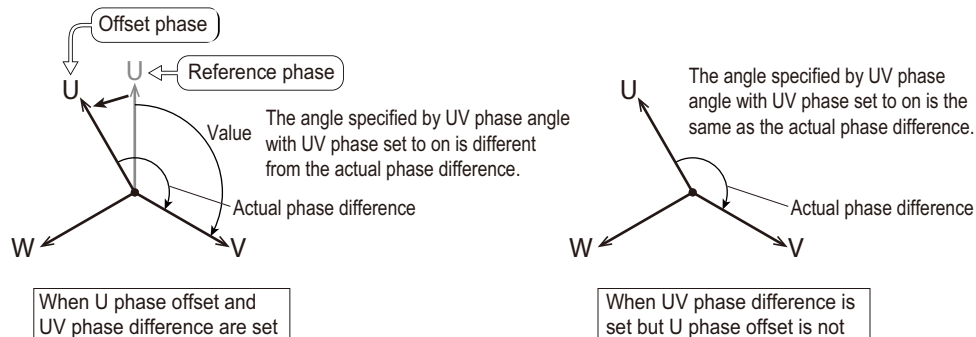 Offset phase
U
Reference phase
U
Value
The angle specified by UV phase angle
with UV phase set to on is different
from the actual phase difference.
Actual phase difference
W
V
When U phase offset and
UV phase difference are set
The angle specified by UV phase
angle with UV phase set to on is the
same as the actual phase difference.
U
Actual phase difference
W
V
When UV phase difference is
set but U phase offset is not